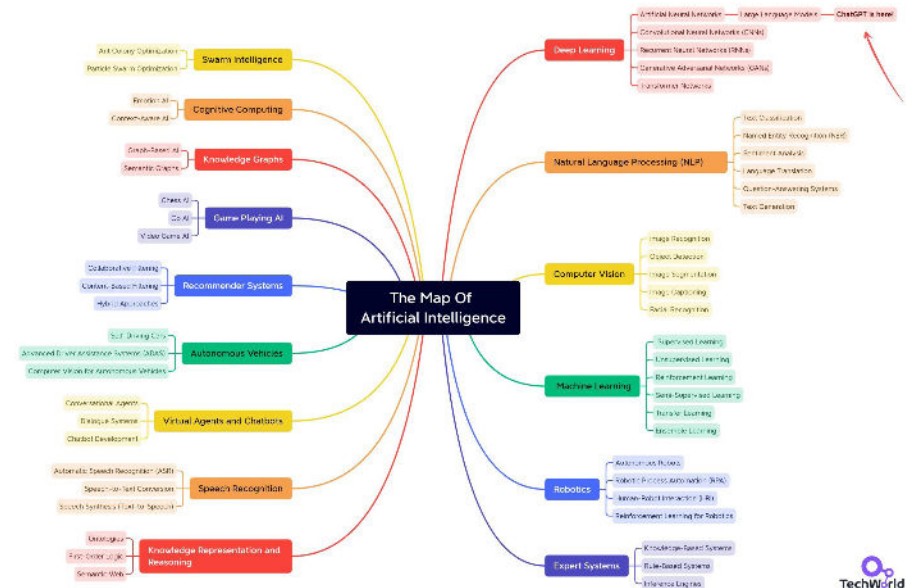 The Map Of
Artificial Intelligence
Swarm Intelligence
Ant Colony Optimization
Particle Swarm Optimization
Cognitive Computing
Emotion AI
Context-Aware AI
Knowledge Graphs
Graph-Based AI
Semantic Graphs
Game Playing AI
Chess AI
Go AI
Video Game AI
Recommender Systems
Collaborative Filtering
Content-Based Filtering
Hybrid Approaches
Autonomous Vehicles
Self-Driving Cars
Advanced Driver Assistance Systems (ADAS)
Computer Vision for Autonomous Vehicles
Virtual Agents and Chatbots
Conversational Agents
Dialogue Systems
Chatbot Development
Speech Recognition
Automatic Speech Recognition (ASR)
Speech-to-Text Conversion
Speech Synthesis (Text-to-Speech)
Knowledge Representation and
Reasoning
Ontologies
First-Order Logic
Semantic Web
Deep Learning
Artificial Neural Networks
Large Language Models
ChatGPT is here!
Convolutional Neural Networks (CNNs)
Recurrent Neural Networks (RNNs)
Generative Adversarial Networks (GANs)
Transformer Networks
Natural Language Processing (NLP)
Text Classification
Named Entity Recognition (NER)
Sentiment Analysis
Language Translation
Question-Answering Systems
Text Generation
Computer Vision
Image Recognition
Object Detection
Image Segmentation
Image Captioning
Facial Recognition
Machine Learning
Supervised Learning
Unsupervised Learning
Reinforcement Learning
Semi-Supervised Learning
Transfer Learning
Ensemble Learning
Robotics
Autonomous Robots
Robotic Process Automation (RPA)
Human-Robot Interaction (HRI)
Reinforcement Learning for Robotics
Expert Systems
Knowledge-Based Systems
Rule-Based Systems
Inference Engines
TechWorld